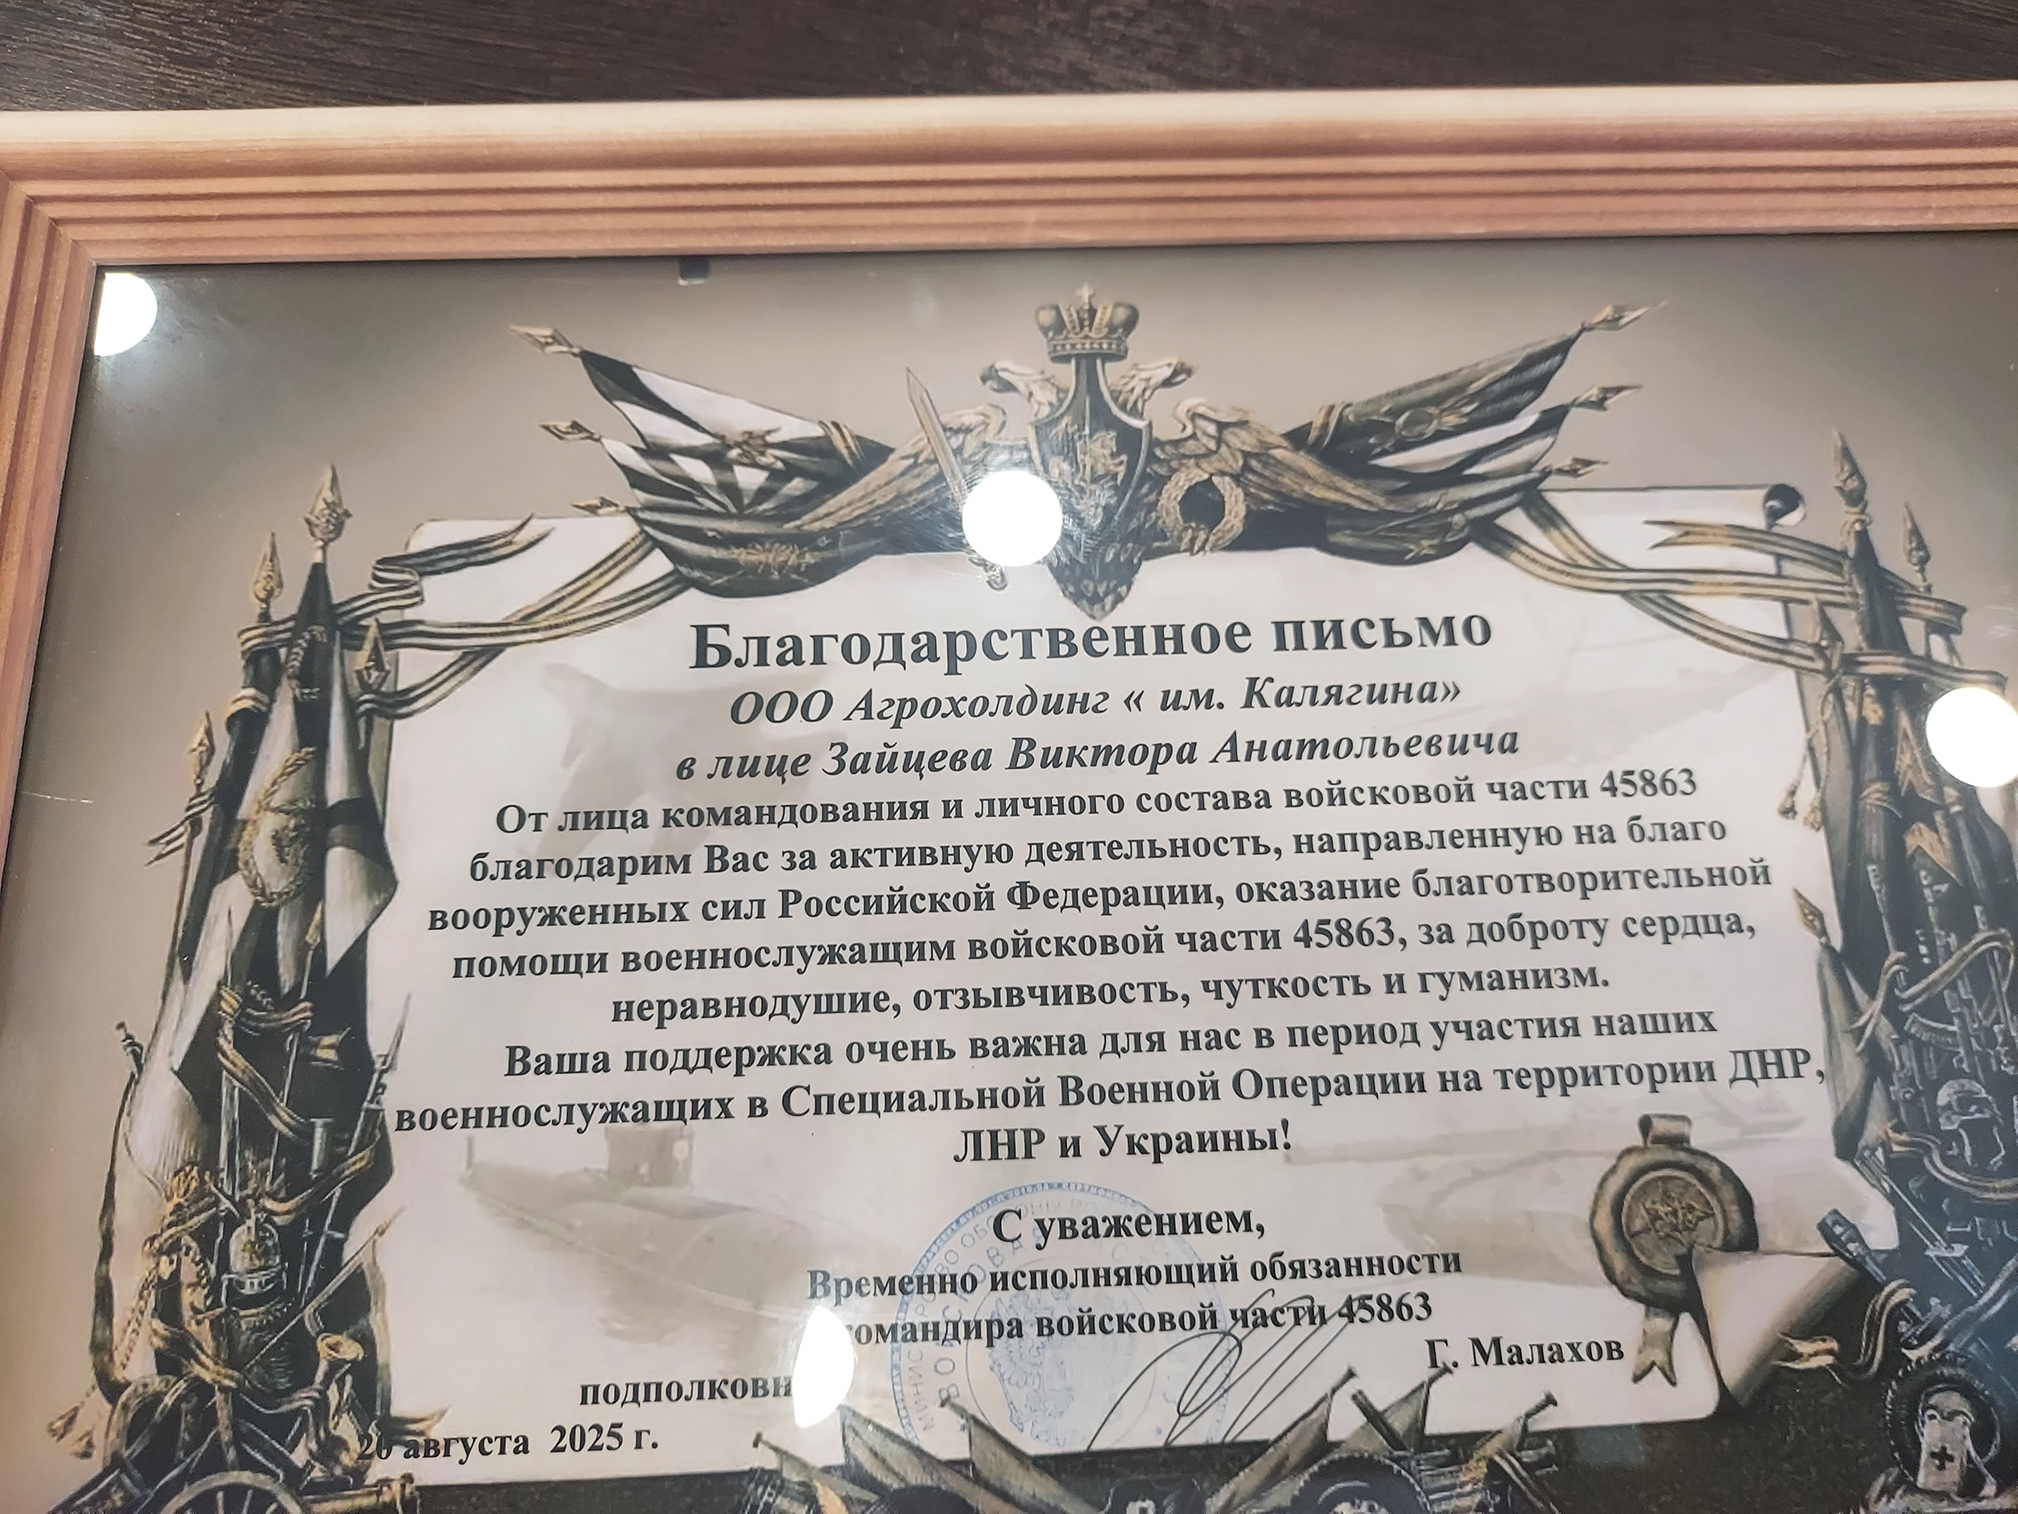 Благодарственное письмо
ООО Агрохолдинг « им. Калягина»
в лице Зайцева Виктора Анатольевича
От лица командования и личного состава войсковой части 45863
благодарим Вас за активную деятельность, направленную на благо
вооруженных сил Российской Федерации, оказание благотворительной
помощи военнослужащим войсковой части 45863, за доброту сердца,
неравнодушие, отзывчивость, чуткость и гуманизм.
Ваша поддержка очень важна для нас в период участия наших
военнослужащих в Специальной Военной Операции на территории ДНР,
ЛНР и Украины!
С уважением,
Временно исполняющий обязанности
командира войсковой части 45863
Г. Малахов
августа 2025 г.